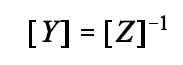 [Y] = [Z]⁻¹